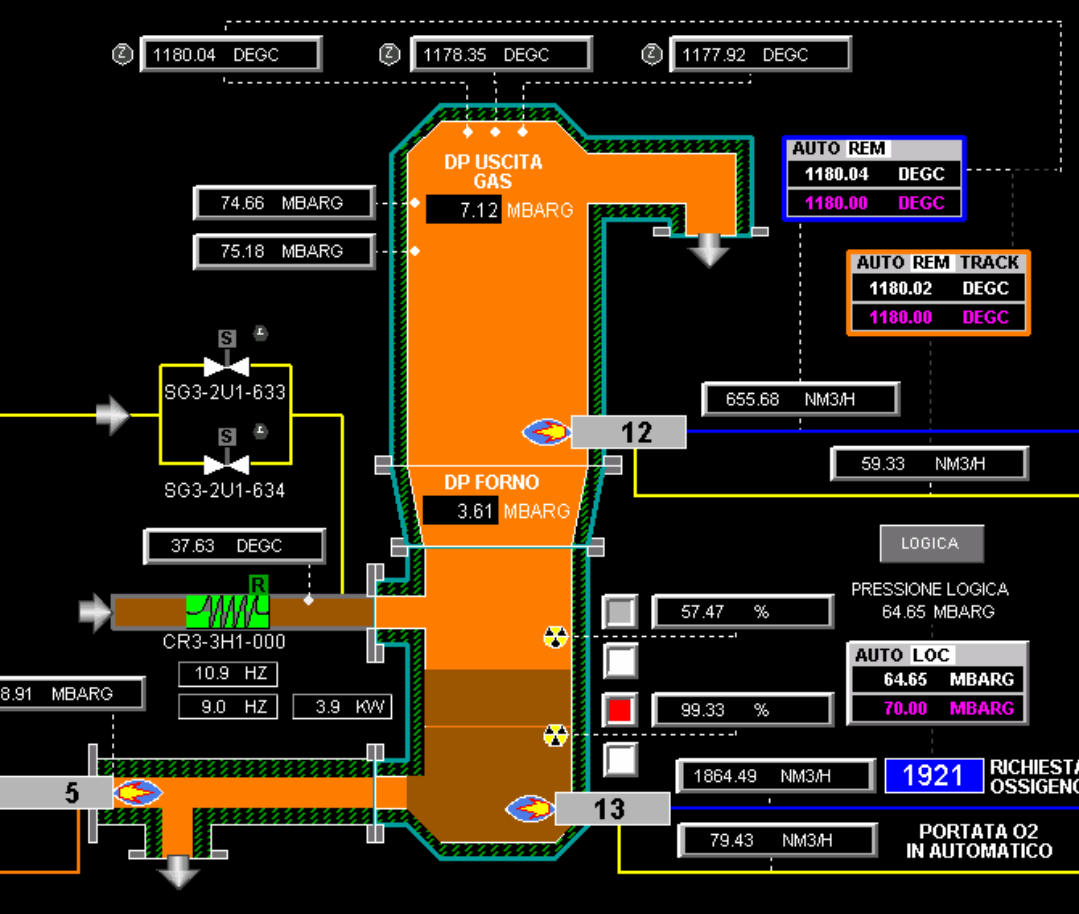 Z 1180.04 DEGC
Z 1178.35 DEGC
Z 1177.92 DEGC
AUTO REM
1180.04 DEGC
1180.00 DEGC
DP USCITA
GAS
7.12 MBARG
74.66 MBARG
75.18 MBARG
AUTO REM TRACK
1180.02 DEGC
1180.00 DEGC
S
SG3-2U1-633
S
SG3-2U1-634
655.68 NM3/H
12
59.33 NM3/H
DP FORNO
3.61 MBARG
37.63 DEGC
LOGICA
R
CR3-3H1-000
10.9 HZ
9.0 HZ
3.9 KW
57.47 %
PRESSIONE LOGICA
64.65 MBARG
AUTO LOC
64.65 MBARG
70.00 MBARG
8.91 MBARG
99.33 %
5
13
1864.49 NM3/H
1921
RICHIESTA
OSSIGENO
79.43 NM3/H
PORTATA O2
IN AUTOMATICO